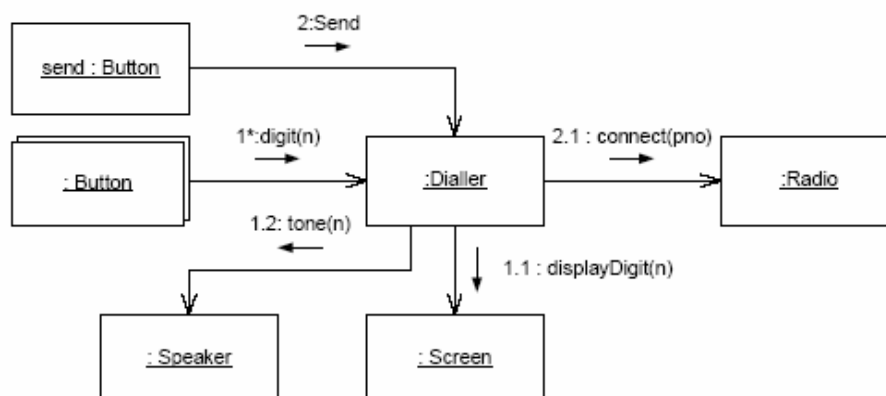 2:Send
send : Button
1*:digit(n)
2.1 : connect(pno)
: Button
:Dialler
:Radio
1.2: tone(n)
1.1 : displayDigit(n)
: Speaker
: Screen